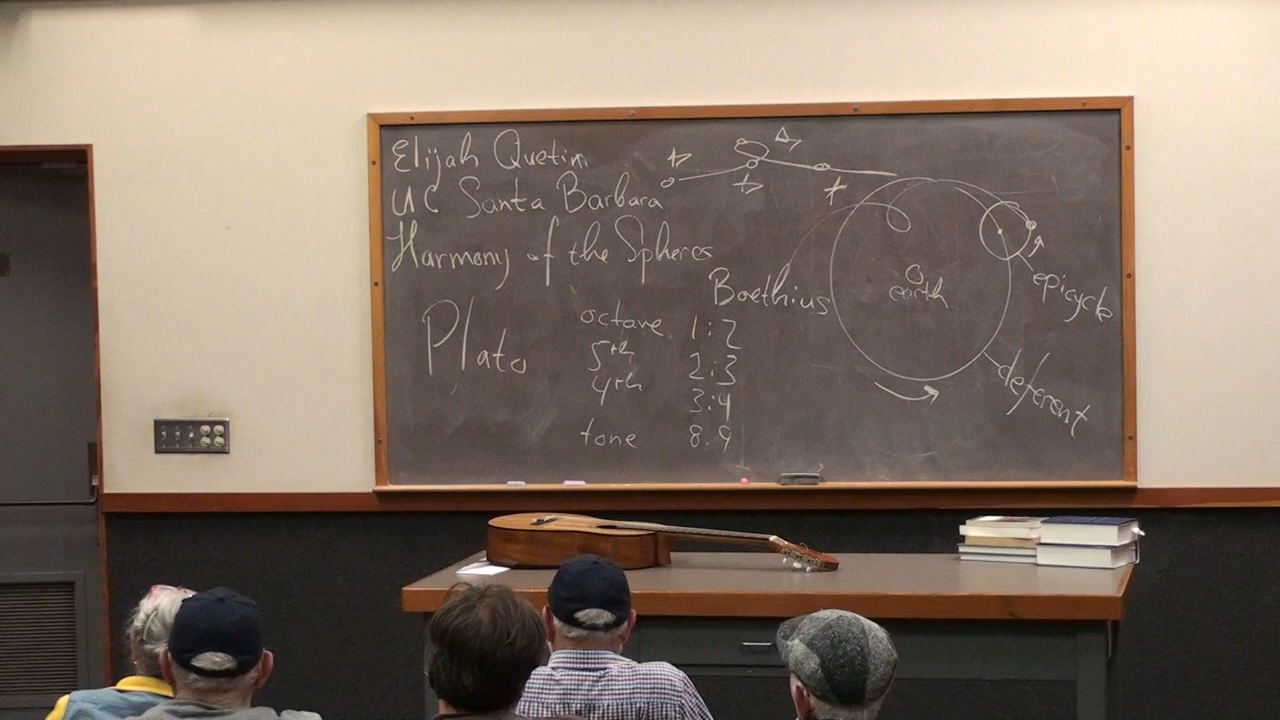 Elijah Quetin
UC Santa Barbara
Harmony of the Spheres
Plato
Boethius
octave 1:2
5th 2:3
4th 3:4
tone 8:9
earth
epicycle
deferent